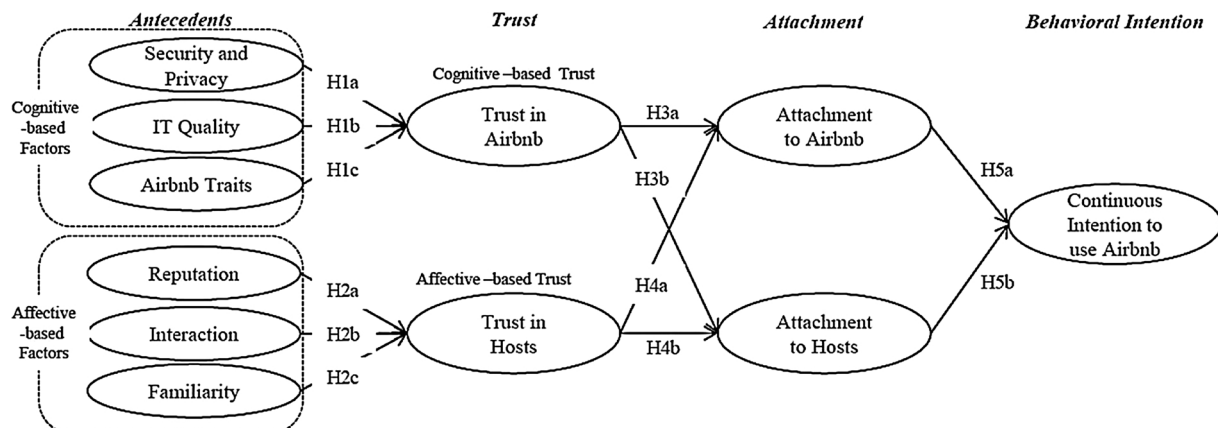 Antecedents
Trust
Attachment
Behavioral Intention
Cognitive
-based
Factors
Security and
Privacy
IT Quality
Airbnb Traits
H1a
H1b
H1c
Cognitive –based Trust
Trust in
Airbnb
H3a
H3b
Attachment
to Airbnb
H5a
Continuous
Intention to
use Airbnb
H5b
Affective
-based
Factors
Reputation
Interaction
Familiarity
H2a
H2b
H2c
Affective –based Trust
Trust in
Hosts
H4a
H4b
Attachment
to Hosts